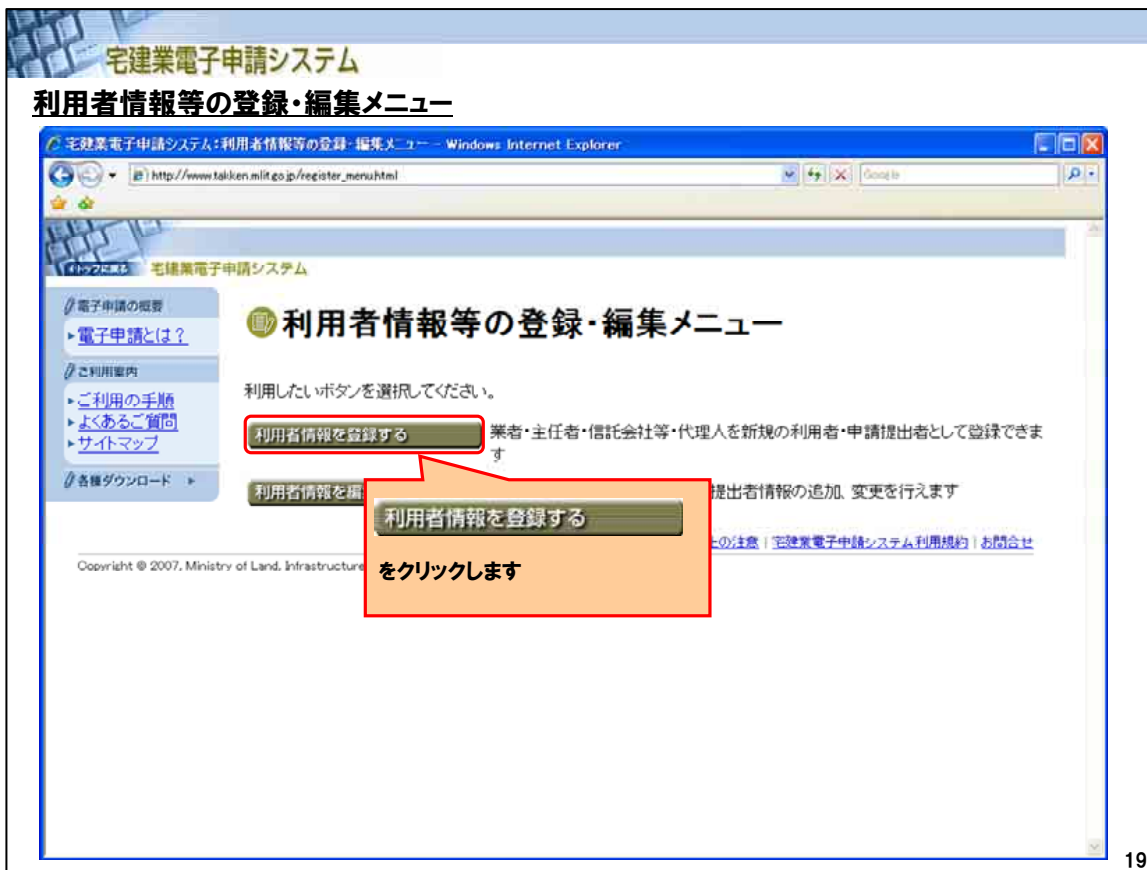 宅建業電子申請システム
利用者情報等の登録・編集メニュー
宅建業電子申請システム:利用者情報等の登録・編集メニュー - Windows Internet Explorer
http://www.takken.mlit.go.jp/register_menu.html
Google
トップに戻る
宅建業電子申請システム
電子申請の概要
電子申請とは?
ご利用案内
ご利用の手順
よくあるご質問
サイトマップ
各種ダウンロード
利用者情報等の登録・編集メニュー
利用したいボタンを選択してください。
利用者情報を登録する
業者・主任者・信託会社等・代理人を新規の利用者・申請提出者として登録できま
す
利用者情報を編
提出者情報の追加、変更を行えます
利用者情報を登録する
をクリックします
上の注意 | 宅建業電子申請システム利用規約 | お問合せ
Copyright © 2007, Ministry of Land, Infrastructure
19